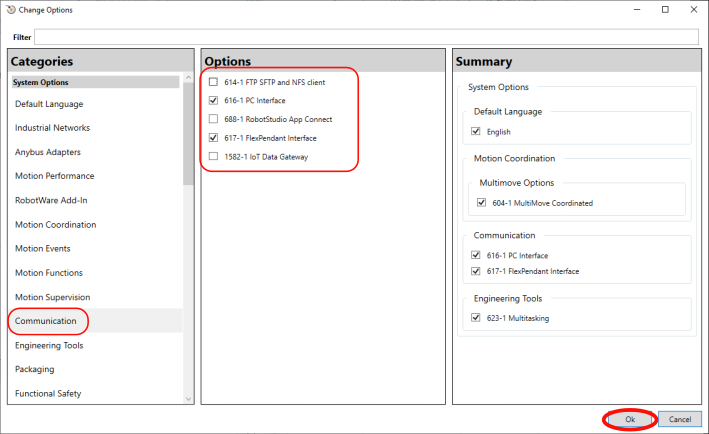 Change Options
Filter
Categories
System Options
Default Language
Industrial Networks
Anybus Adapters
Motion Performance
RobotWare Add-In
Motion Coordination
Motion Events
Motion Functions
Motion Supervision
Communication
Engineering Tools
Packaging
Functional Safety
Options
614-1 FTP SFTP and NFS client
616-1 PC Interface
688-1 RobotStudio App Connect
617-1 FlexPendant Interface
1582-1 IoT Data Gateway
Summary
System Options
Default Language
English
Motion Coordination
Multimove Options
604-1 MultiMove Coordinated
Communication
616-1 PC Interface
617-1 FlexPendant Interface
Engineering Tools
623-1 Multitasking
Ok
Cancel